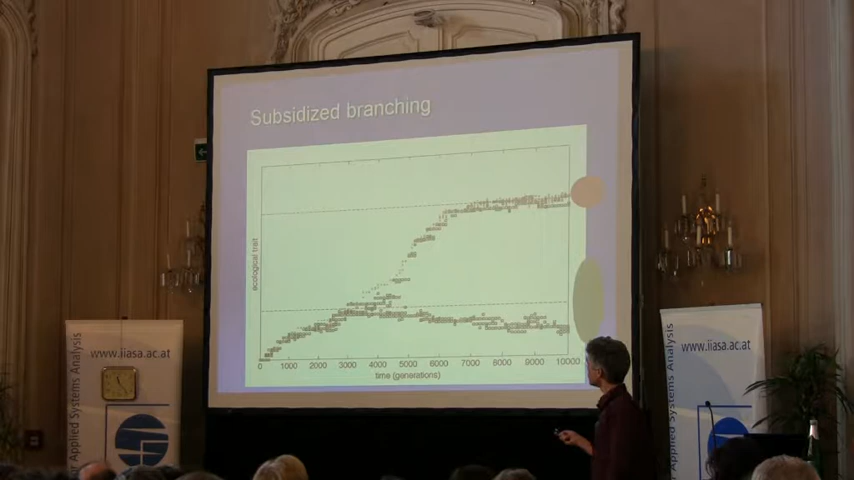 Subsidized branching
ecological trait
0 1000 2000 3000 4000 5000 6000 7000 8000 9000 10000
time (generations)
www.iiasa.ac.at
r Applied Systems Analysis
www.iiasa.ac.at
r Applied Systems Analysis